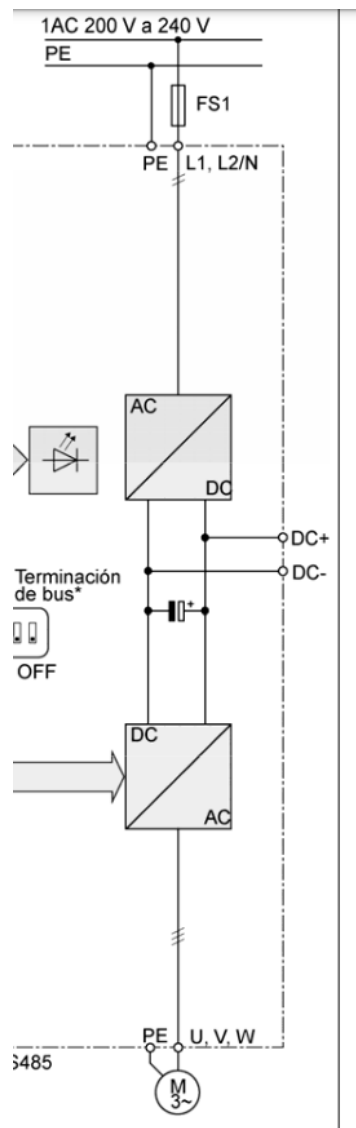 1AC 200 V a 240 V
PE
FS1
PE L1, L2/N
AC
DC
DC+
DC-
Terminación
de bus*
+
OFF
DC
AC
PE U, V, W
S485
M
3~